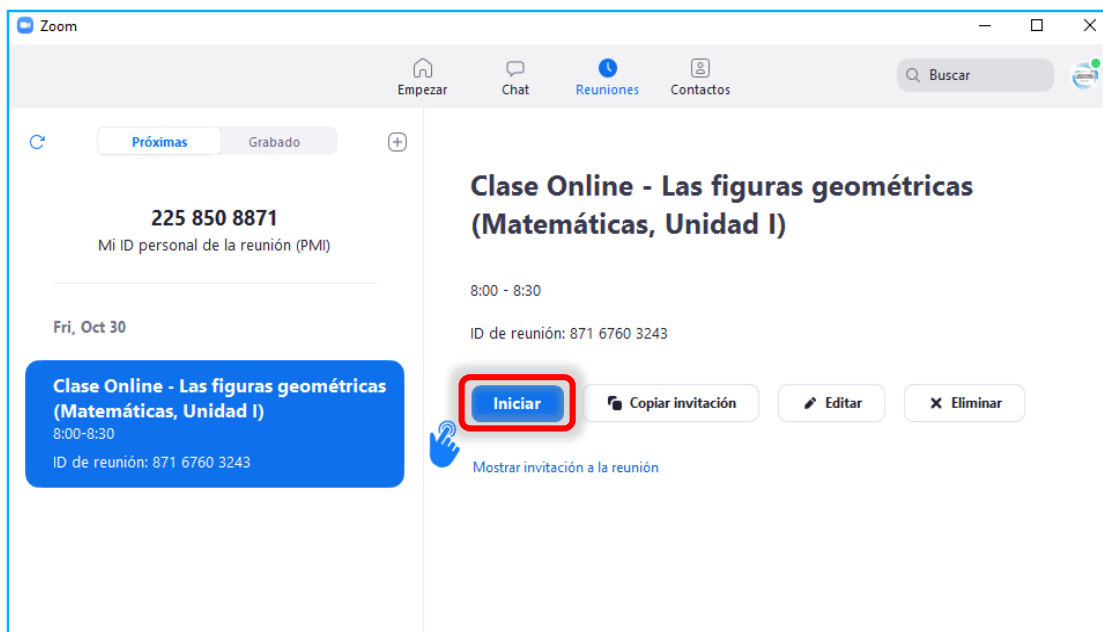 Zoom
Empezar
Chat
Reuniones
Contactos
Buscar
Próximas
Grabado
225 850 8871
Mi ID personal de la reunión (PMI)
Fri, Oct 30
Clase Online - Las figuras geométricas
(Matemáticas, Unidad I)
8:00-8:30
ID de reunión: 871 6760 3243
Clase Online - Las figuras geométricas
(Matemáticas, Unidad I)
8:00 - 8:30
ID de reunión: 871 6760 3243
Iniciar
Copiar invitación
Editar
Eliminar
Mostrar invitación a la reunión